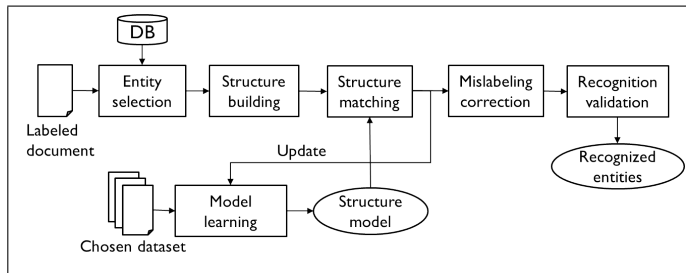 DB
Entity
selection
Structure
building
Structure
matching
Mislabeling
correction
Recognition
validation
Labeled
document
Update
Recognized
entities
Model
learning
Structure
model
Chosen dataset